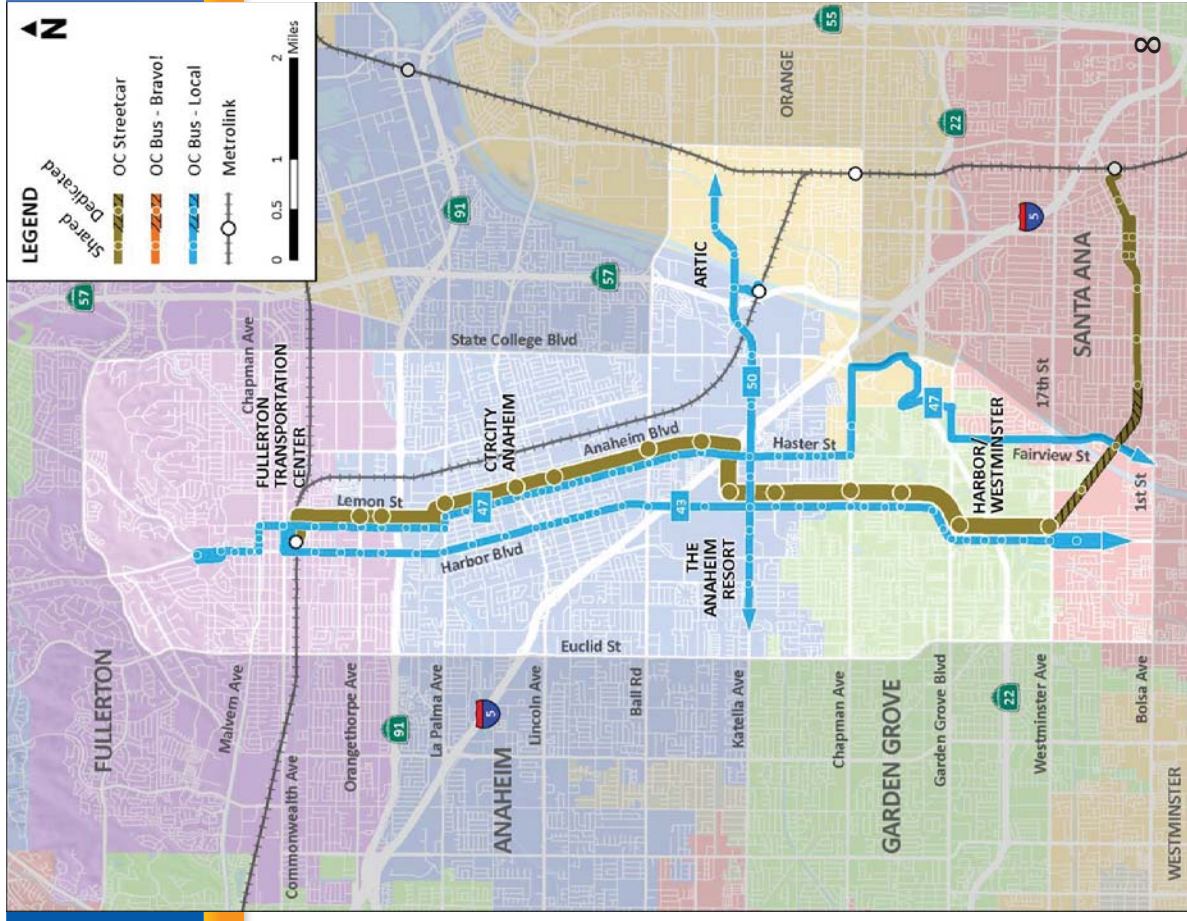 N
LEGEND
Shared
Dedicated
OC Streetcar
OC Bus - Bravo!
OC Bus - Local
Metrolink
0 0.5 1 2
Miles
57
FULLERTON
Malvern Ave
Chapman Ave
FULLERTON
TRANSPORTATION
CENTER
Commonwealth Ave
Orangethorpe Ave
Lemon St
91
91
La Palma Ave
Harbor Blvd
47
State College Blvd
CTRCITY
ANAHEIM
5
ANAHEIM
Lincoln Ave
Euclid St
Anaheim Blvd
57
Ball Rd
43
THE
ANAHEIM
RESORT
ARTIC
Katella Ave
50
ORANGE
55
Haster St
Chapman Ave
GARDEN GROVE
47
Garden Grove Blvd
22
HARBOR/
WESTMINSTER
22
5
Westminster Ave
Fairview St
17th St
SANTA ANA
Bolsa Ave
1st St
WESTMINSTER
8